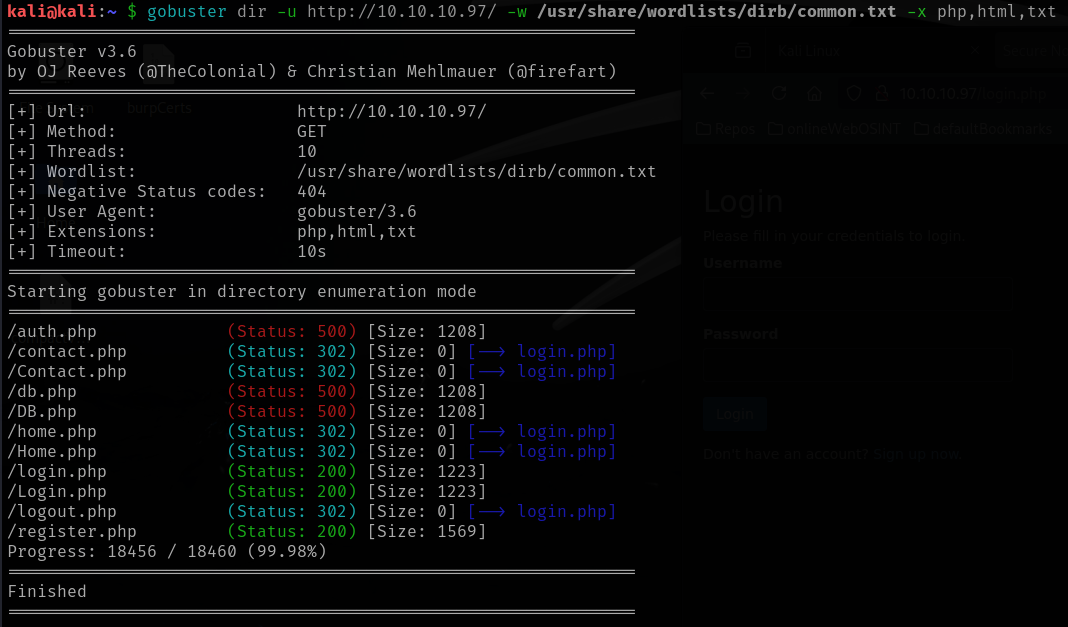 kali@kali:~ $ gobuster dir -u http://10.10.10.97/ -w /usr/share/wordlists/dirb/common.txt -x php,html,txt
Gobuster v3.6
by OJ Reeves (@TheColonial) & Christian Mehlmauer (@firefart)
[+] Url: http://10.10.10.97/
[+] Method: GET
[+] Threads: 10
[+] Wordlist: /usr/share/wordlists/dirb/common.txt
[+] Negative Status codes: 404
[+] User Agent: gobuster/3.6
[+] Extensions: php,html,txt
[+] Timeout: 10s
Starting gobuster in directory enumeration mode
/auth.php (Status: 500) [Size: 1208]
/contact.php (Status: 302) [Size: 0] [--> login.php]
/Contact.php (Status: 302) [Size: 0] [--> login.php]
/db.php (Status: 500) [Size: 1208]
/DB.php (Status: 500) [Size: 1208]
/home.php (Status: 302) [Size: 0] [--> login.php]
/Home.php (Status: 302) [Size: 0] [--> login.php]
/login.php (Status: 200) [Size: 1223]
/Login.php (Status: 200) [Size: 1223]
/logout.php (Status: 302) [Size: 0] [--> login.php]
/register.php (Status: 200) [Size: 1569]
Progress: 18456 / 18460 (99.98%)
Finished
burpCerts
Kali Linux
10.10.10.97/login.php
Repos onlineWebOSINT defaultBookmarks
Login
Please fill in your credentials to login.
Username
Password
Login
Don't have an account? Sign up now.